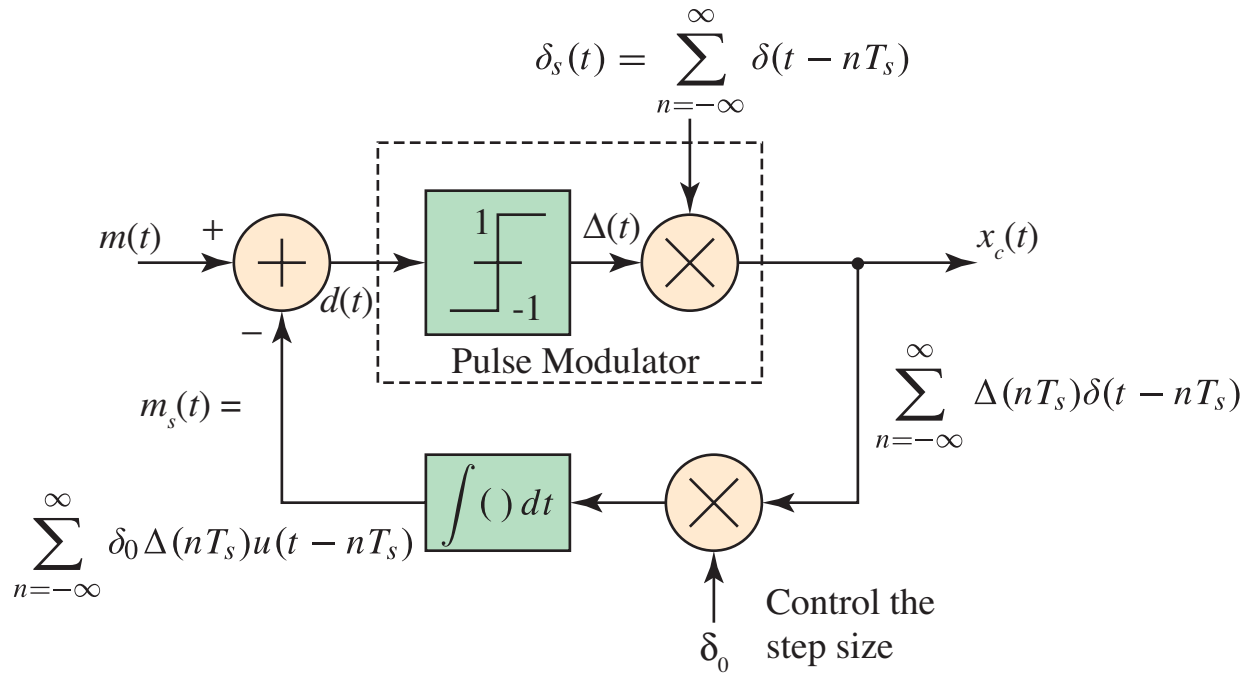 δ_s(t) = ∑_{n=−∞}^{∞} δ(t − nT_s)
m(t)
+
d(t)
−
1
-1
Δ(t)
x_c(t)
Pulse Modulator
∑_{n=−∞}^{∞} Δ(nT_s)δ(t − nT_s)
m_s(t) =
∑_{n=−∞}^{∞} δ_0 Δ(nT_s)u(t − nT_s)
∫( ) dt
δ_0
Control the
step size